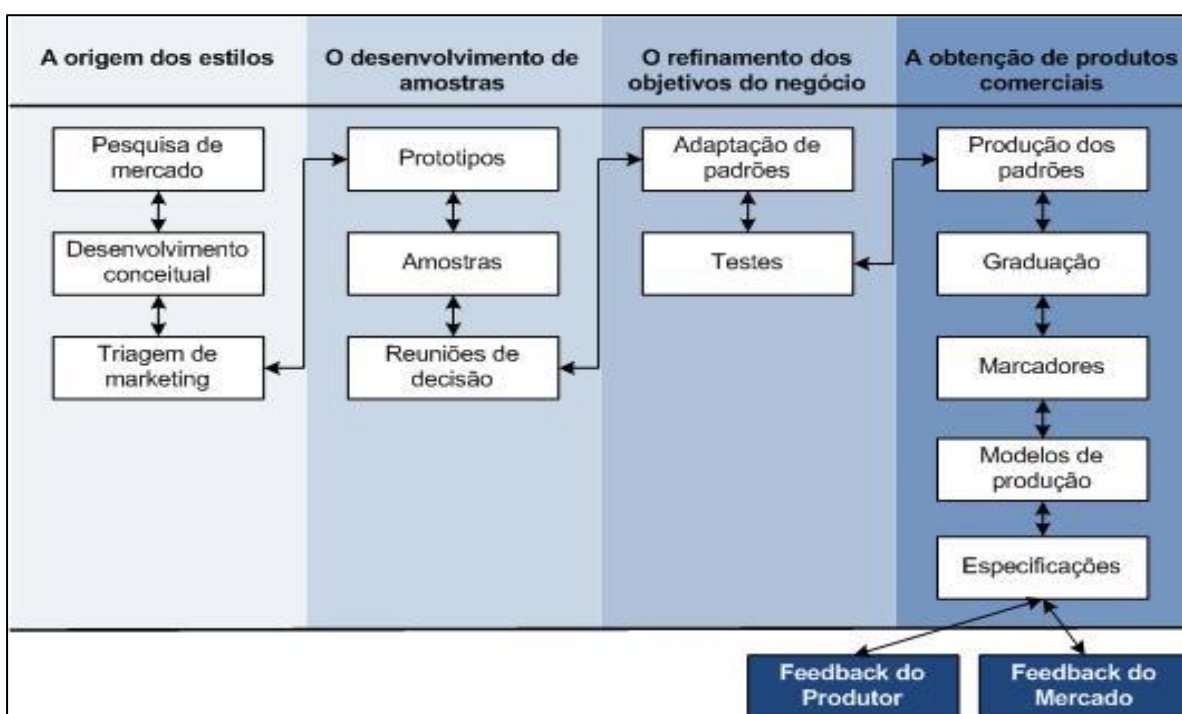 A origem dos estilos
O desenvolvimento de
amostras
O refinamento dos
objetivos do negócio
A obtenção de produtos
comerciais
Pesquisa de
mercado
Desenvolvimento
conceitual
Triagem de
marketing
Prototipos
Amostras
Reuniões de
decisão
Adaptação de
padrões
Testes
Produção dos
padrões
Graduação
Marcadores
Modelos de
produção
Especificações
Feedback do
Produtor
Feedback do
Mercado